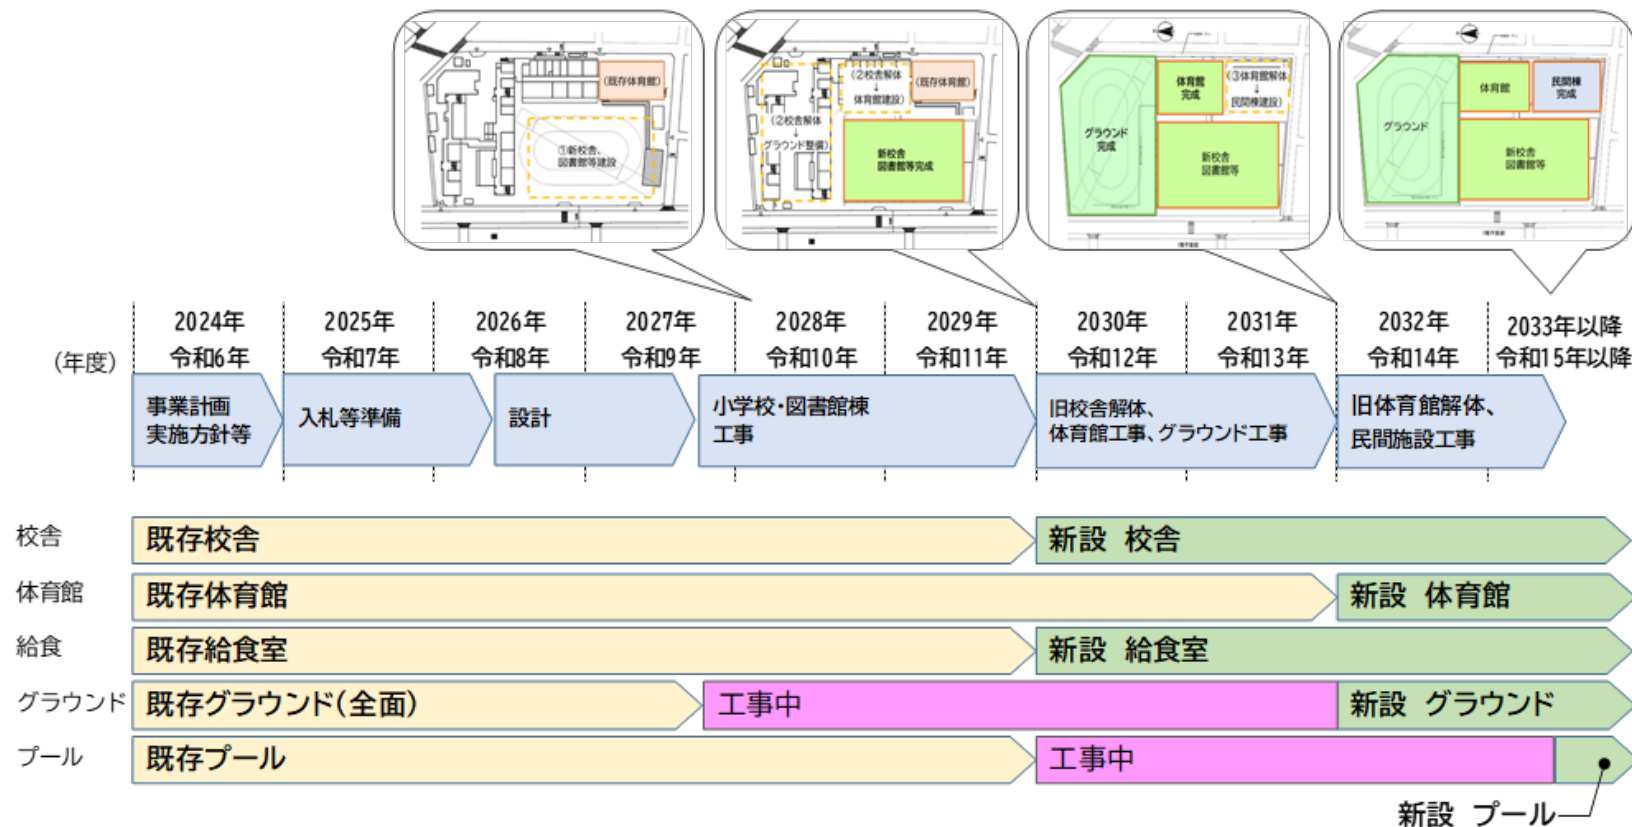 (既存体育館)
①新校舎、
図書館等建設
(②校舎解体
↓
体育館建設)
(既存体育館)
(②校舎解体
↓
グラウンド整備)
新校舎
図書館等完成
体育館
完成
(③体育館解体
↓
民間棟建設)
グラウンド
完成
新校舎
図書館等
体育館
民間棟
完成
グラウンド
新校舎
図書館等
(年度)
2024年
令和6年
2025年
令和7年
2026年
令和8年
2027年
令和9年
2028年
令和10年
2029年
令和11年
2030年
令和12年
2031年
令和13年
2032年
令和14年
2033年以降
令和15年以降
事業計画
実施方針等
入札等準備
設計
小学校・図書館棟
工事
旧校舎解体、
体育館工事、グラウンド工事
旧体育館解体、
民間施設工事
校舎
既存校舎
新設 校舎
体育館
既存体育館
新設 体育館
給食
既存給食室
新設 給食室
グラウンド
既存グラウンド(全面)
工事中
新設 グラウンド
プール
既存プール
工事中
新設 プール